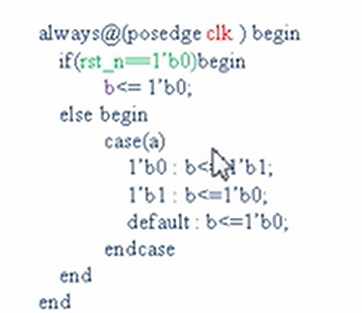 always@(posedge clk ) begin
if(rst_n==1'b0)begin
b<= 1'b0;
else begin
case(a)
1'b0 : b<=1'b1;
1'b1 : b<=1'b0;
default : b<=1'b0;
endcase
end
end